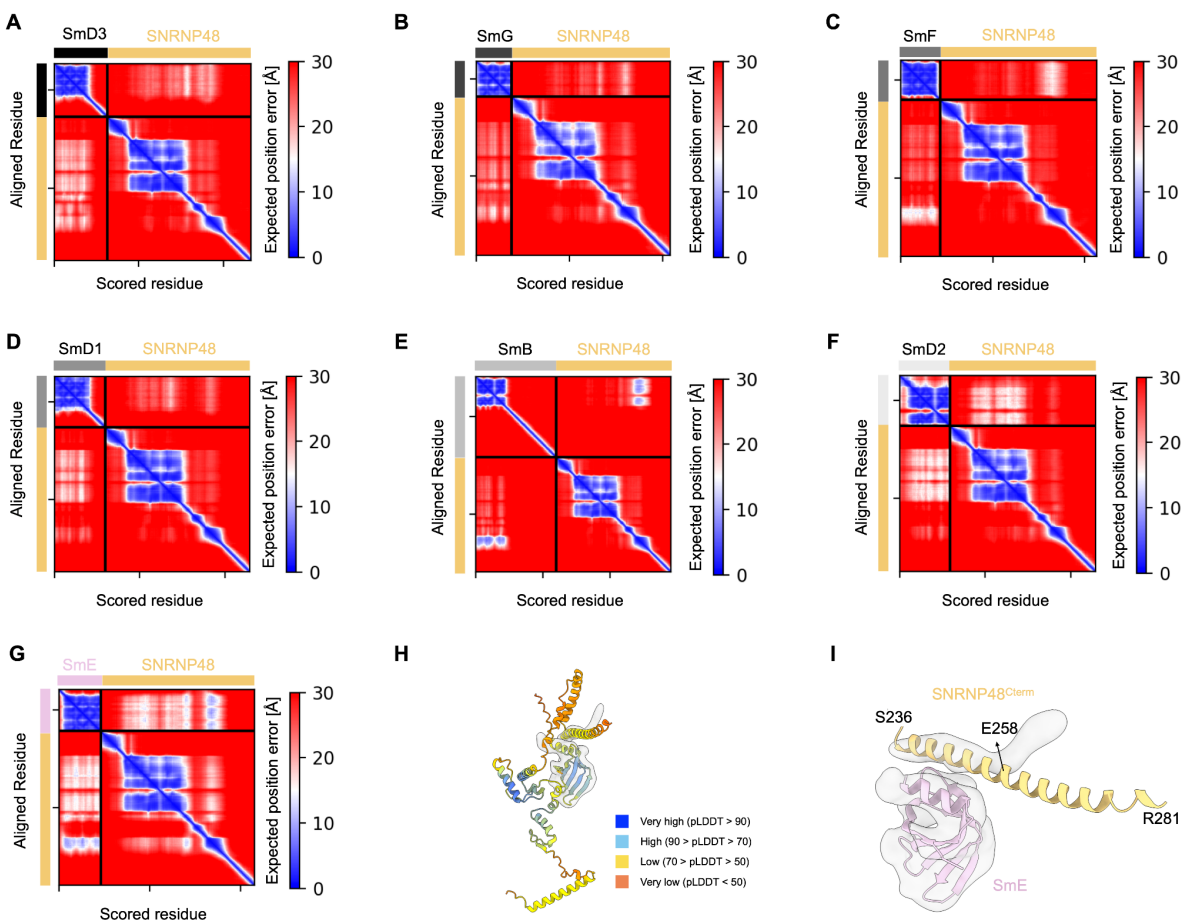 A
SmD3
SNRNP48
Aligned Residue
Scored residue
30
20
10
0
Expected position error [Å]
B
SmG
SNRNP48
Aligned Residue
Scored residue
30
20
10
0
Expected position error [Å]
C
SmF
SNRNP48
Aligned Residue
Scored residue
30
20
10
0
Expected position error [Å]
D
SmD1
SNRNP48
Aligned Residue
Scored residue
30
20
10
0
Expected position error [Å]
E
SmB
SNRNP48
Aligned Residue
Scored residue
30
20
10
0
Expected position error [Å]
F
SmD2
SNRNP48
Aligned Residue
Scored residue
30
20
10
0
Expected position error [Å]
G
SmE
SNRNP48
Aligned Residue
Scored residue
30
20
10
0
Expected position error [Å]
H
Very high (pLDDT > 90)
High (90 > pLDDT > 70)
Low (70 > pLDDT > 50)
Very low (pLDDT < 50)
I
SNRNP48Cterm
S236
E258
R281
SmE